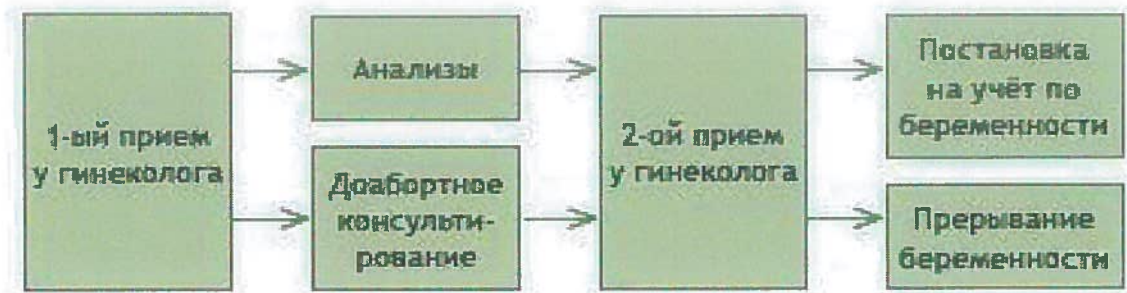 1-ый прием
у гинеколога
Анализы
Доабортное
консульти-
рование
2-ой прием
у гинеколога
Постановка
на учёт по
беременности
Прерывание
беременности